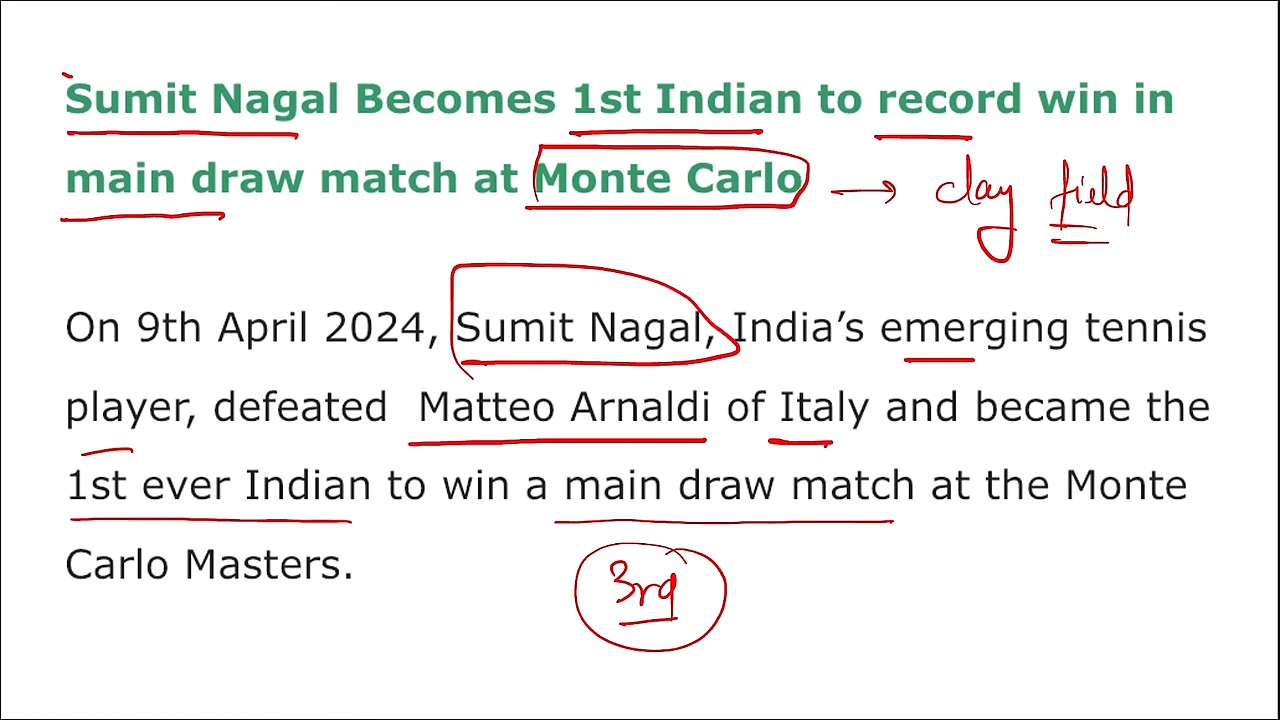 Sumit Nagal Becomes 1st Indian to record win in
main draw match at Monte Carlo → clay field
On 9th April 2024, Sumit Nagal, India’s emerging tennis
player, defeated Matteo Arnaldi of Italy and became the
1st ever Indian to win a main draw match at the Monte
Carlo Masters.
3rd